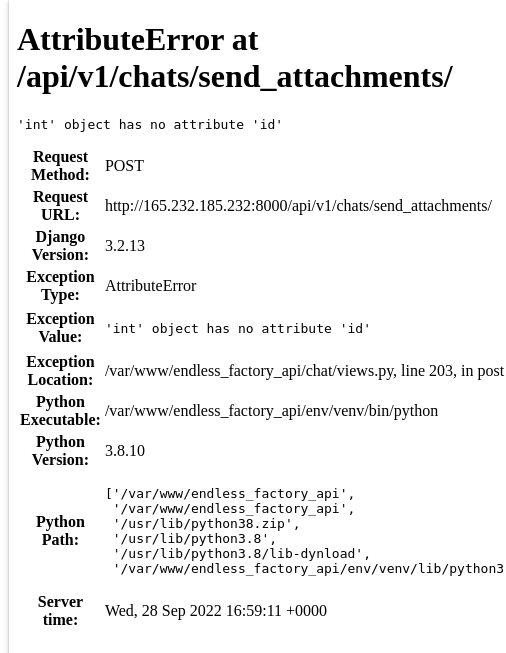 AttributeError at
/api/v1/chats/send_attachments/
'int' object has no attribute 'id'
Request Method: POST
Request URL: http://165.232.185.232:8000/api/v1/chats/send_attachments/
Django Version: 3.2.13
Exception Type: AttributeError
Exception Value: 'int' object has no attribute 'id'
Exception Location: /var/www/endless_factory_api/chat/views.py, line 203, in post
Python Executable: /var/www/endless_factory_api/env/venv/bin/python
Python Version: 3.8.10
Python Path: ['/var/www/endless_factory_api',
'/var/www/endless_factory_api',
'/usr/lib/python38.zip',
'/usr/lib/python3.8',
'/usr/lib/python3.8/lib-dynload',
'/var/www/endless_factory_api/env/venv/lib/python3
Server time: Wed, 28 Sep 2022 16:59:11 +0000